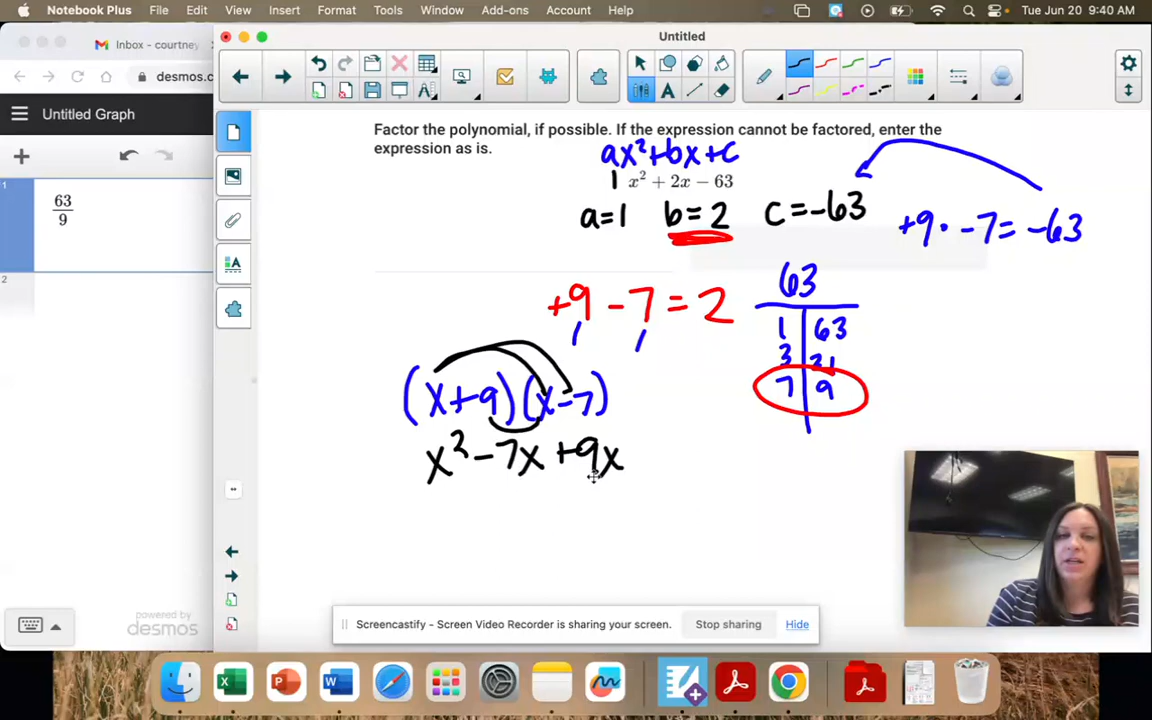 Notebook Plus File Edit View Insert Format Tools Window Add-ons Account Help Tue Jun 20 9:40 AM
Inbox - courtney
desmos.c
Untitled
Untitled Graph
1
63
9
2
powered by
desmos
Factor the polynomial, if possible. If the expression cannot be factored, enter the
expression as is.
ax²+bx+c
1 x² + 2x − 63
a=1 b=2 c=-63
+9 · -7 = -63
+9 - 7 = 2
63
1 63
3 21
7 9
(x+9)(x-7)
x² - 7x + 9x
Screencastify - Screen Video Recorder is sharing your screen. Stop sharing Hide